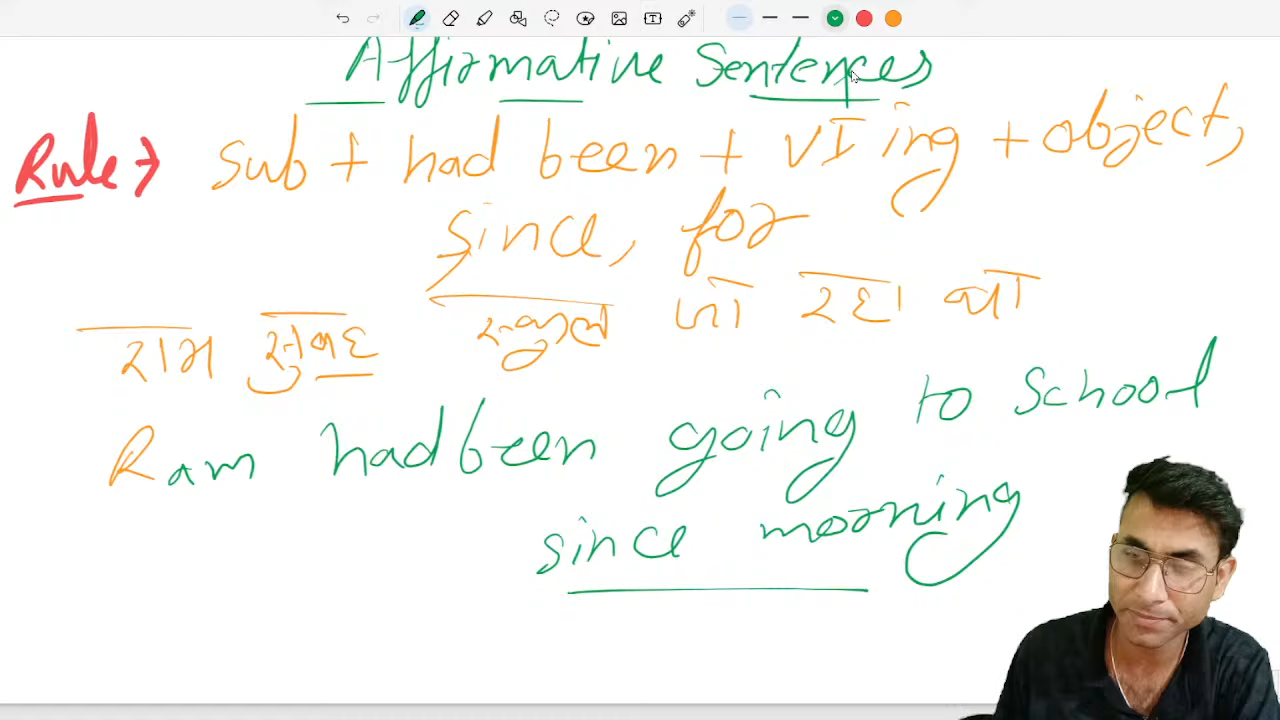 Affirmative Sentences
Rule → sub + had been + VI ing + object,
since, for
राम सुबह स्कुल जा रहा था
Ram had been going to School
since morning